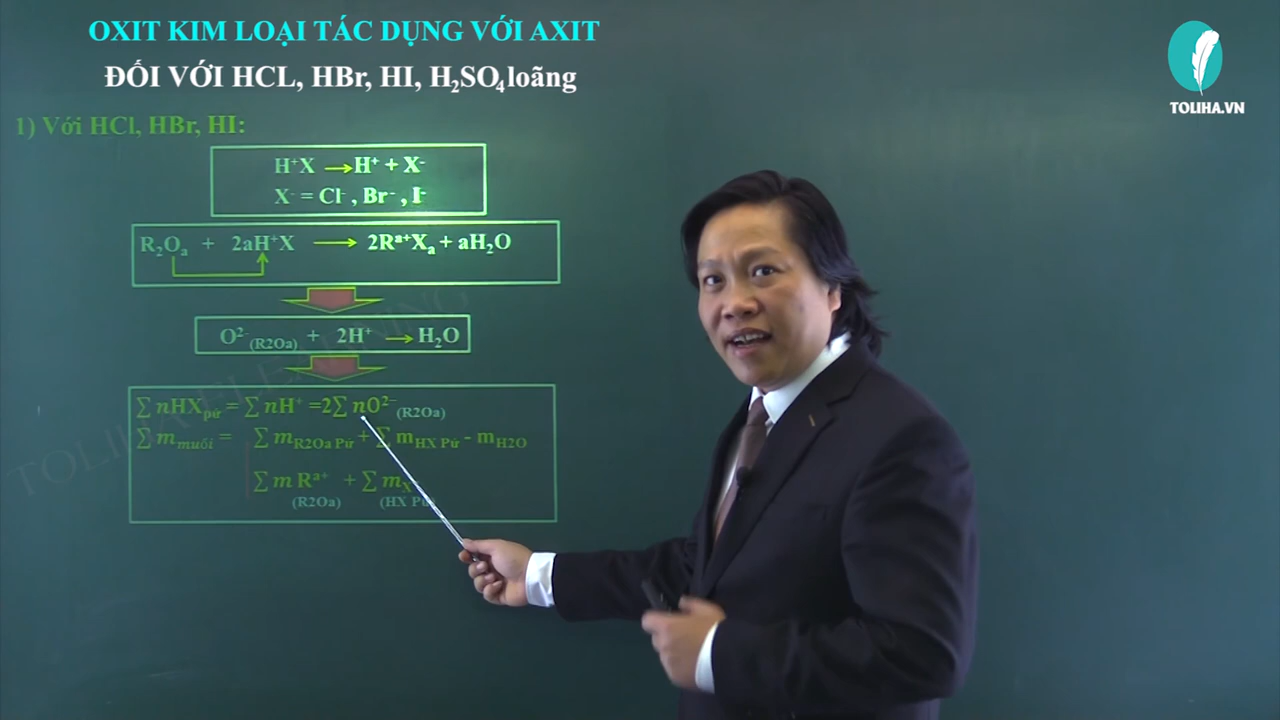 OXIT KIM LOẠI TÁC DỤNG VỚI AXIT
ĐỐI VỚI HCL, HBr, HI, H₂SO₄ loãng
TOLIHA.VN
1) Với HCl, HBr, HI:
H⁺X → H⁺ + X⁻
X⁻ = Cl⁻ , Br⁻ , I⁻
R₂Oₐ + 2aH⁺X → 2Rᵃ⁺Xₐ + aH₂O
O²⁻(R2Oa) + 2H⁺ → H₂O
∑ nHXpứ = ∑ nH⁺ =2∑ nO²⁻(R2Oa)
∑ mmuối = ∑ mR2Oa Pứ + ∑ mHX Pứ - mH2O
∑ m Rᵃ⁺ + ∑ mX⁻
(R2Oa) (HX Pứ)